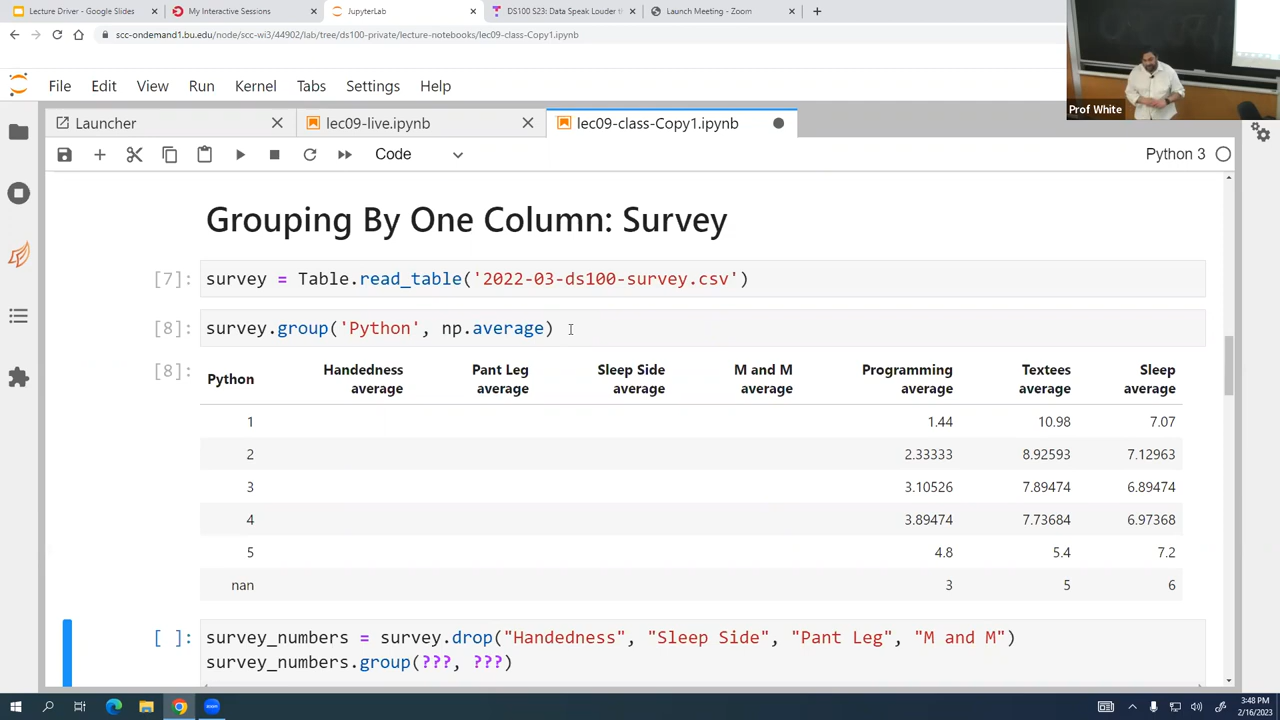 Lecture Driver - Google Slides
My Interactive Sessions
JupyterLab
DS100 S23: Data Speak Louder t
Launch Meeting - Zoom
scc-ondemand1.bu.edu/node/scc-wi3/44902/lab/tree/ds100-private/lecture-notebooks/lec09-class-Copy1.ipynb
Prof White
File Edit View Run Kernel Tabs Settings Help
Launcher
lec09-live.ipynb
lec09-class-Copy1.ipynb
Code
Python 3
Grouping By One Column: Survey
[7]: survey = Table.read_table('2022-03-ds100-survey.csv')
[8]: survey.group('Python', np.average)
[8]: Python Handedness average Pant Leg average Sleep Side average M and M average Programming average Textees average Sleep average
1 1.44 10.98 7.07
2 2.33333 8.92593 7.12963
3 3.10526 7.89474 6.89474
4 3.89474 7.73684 6.97368
5 4.8 5.4 7.2
nan 3 5 6
[ ]: survey_numbers = survey.drop("Handedness", "Sleep Side", "Pant Leg", "M and M")
survey_numbers.group(???, ???)
3:48 PM
2/16/2023